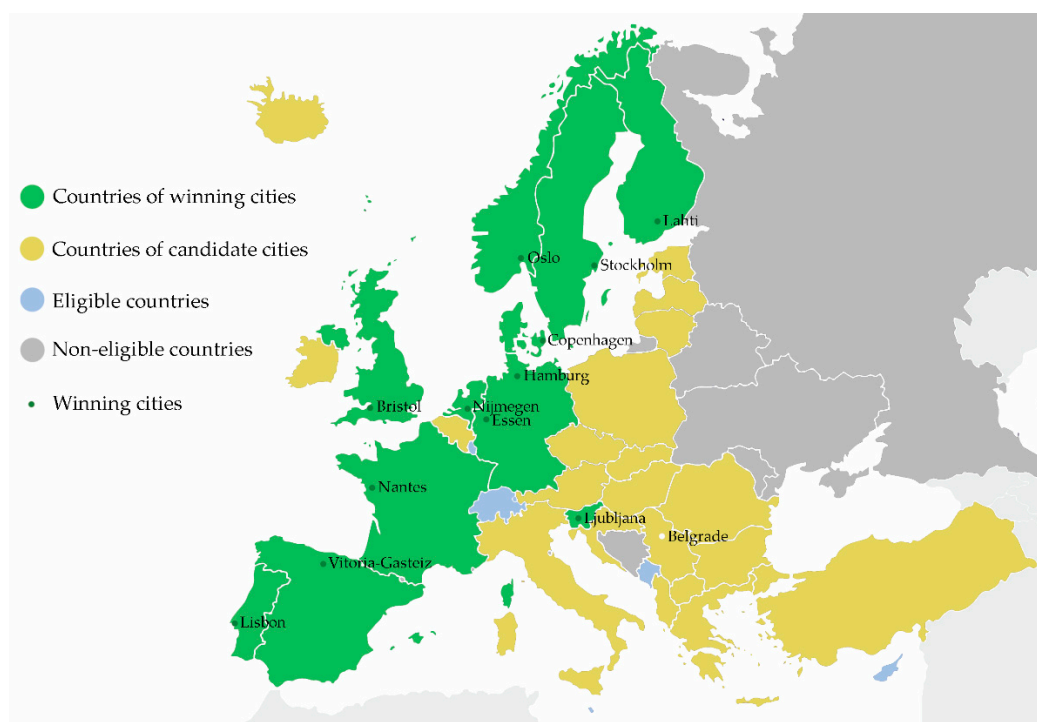 Countries of winning cities
Countries of candidate cities
Eligible countries
Non-eligible countries
Winning cities
Lahti
Oslo
Stockholm
Copenhagen
Hamburg
Bristol
Nijmegen
Essen
Nantes
Ljubljana
Belgrade
Vitoria-Gasteiz
Lisbon